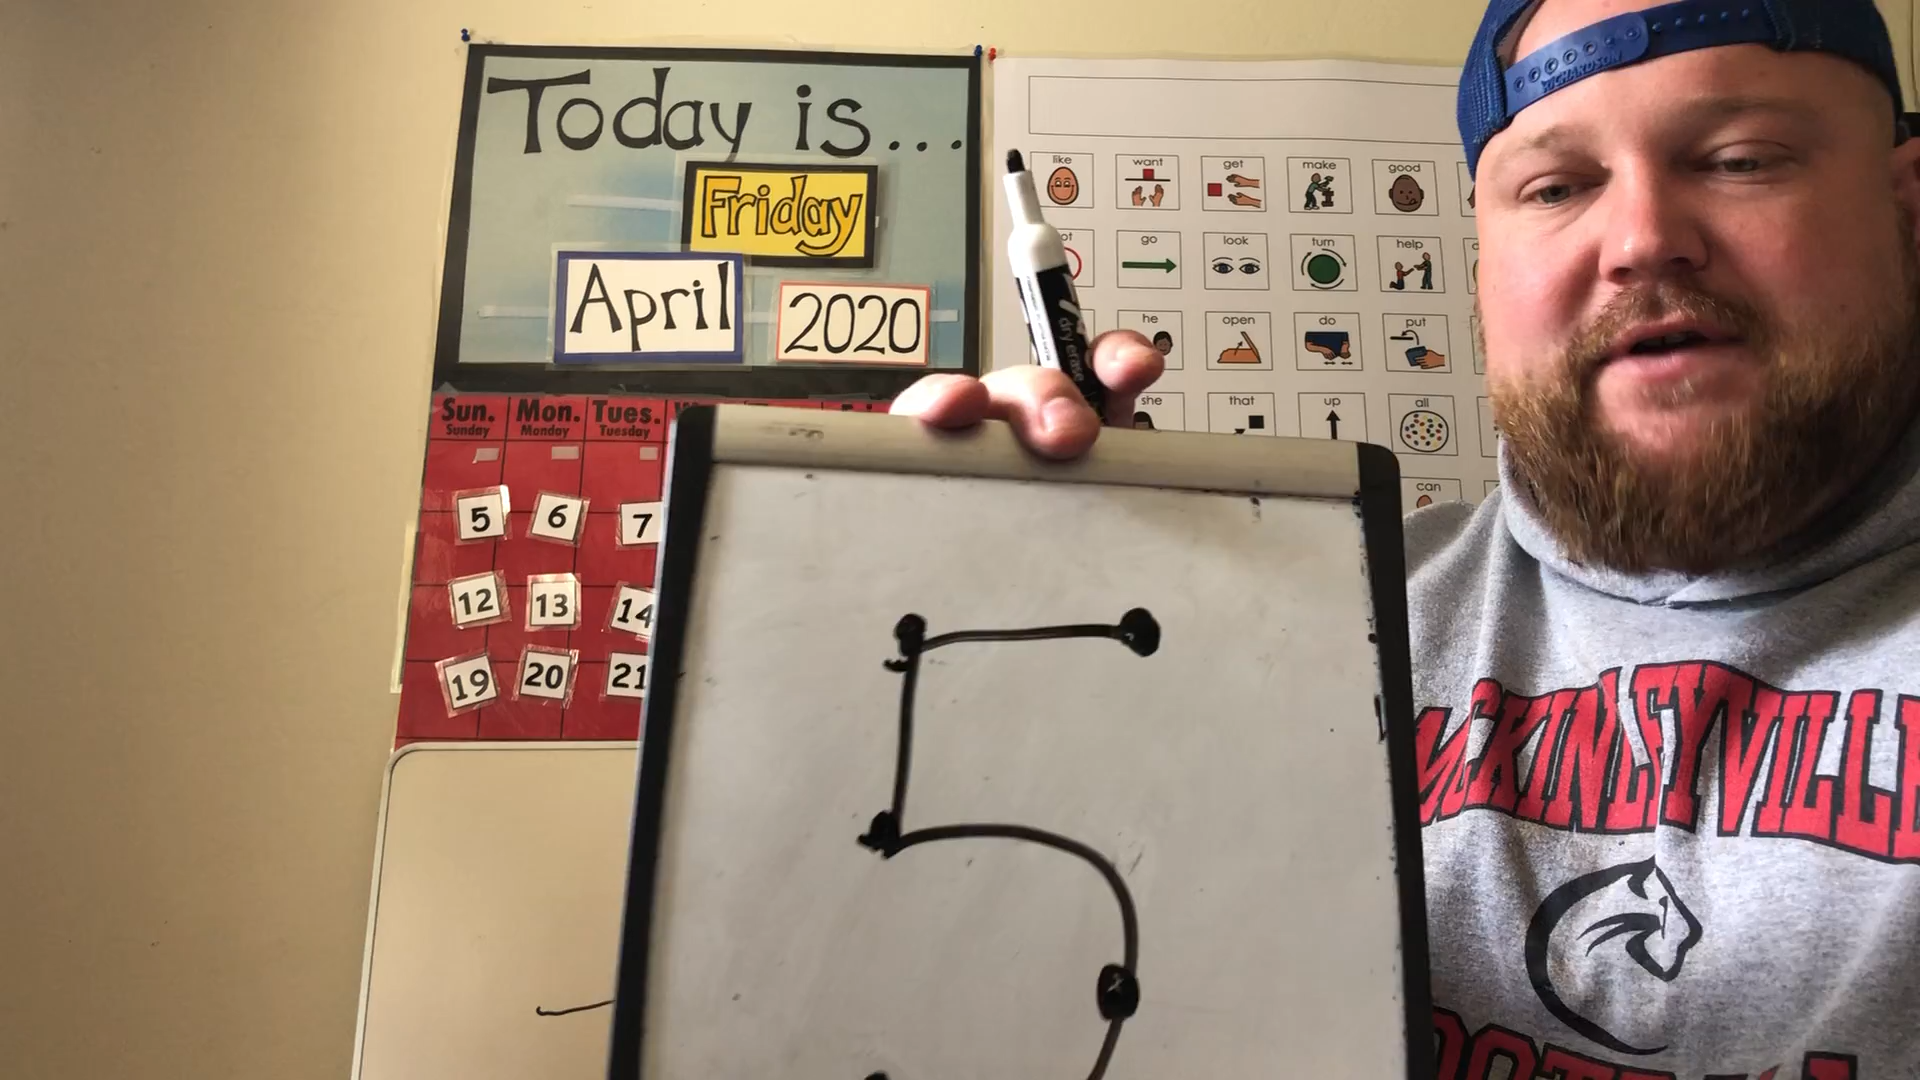 Today is...
Friday
April
2020
Sun. Mon. Tues.
Sunday Monday Tuesday
5 6 7
12 13 14
19 20 21
like want get make good
go look turn help
he open do put
she that up all
can
dry erase
5
RICHARDSON
MCKINLEYVILLE